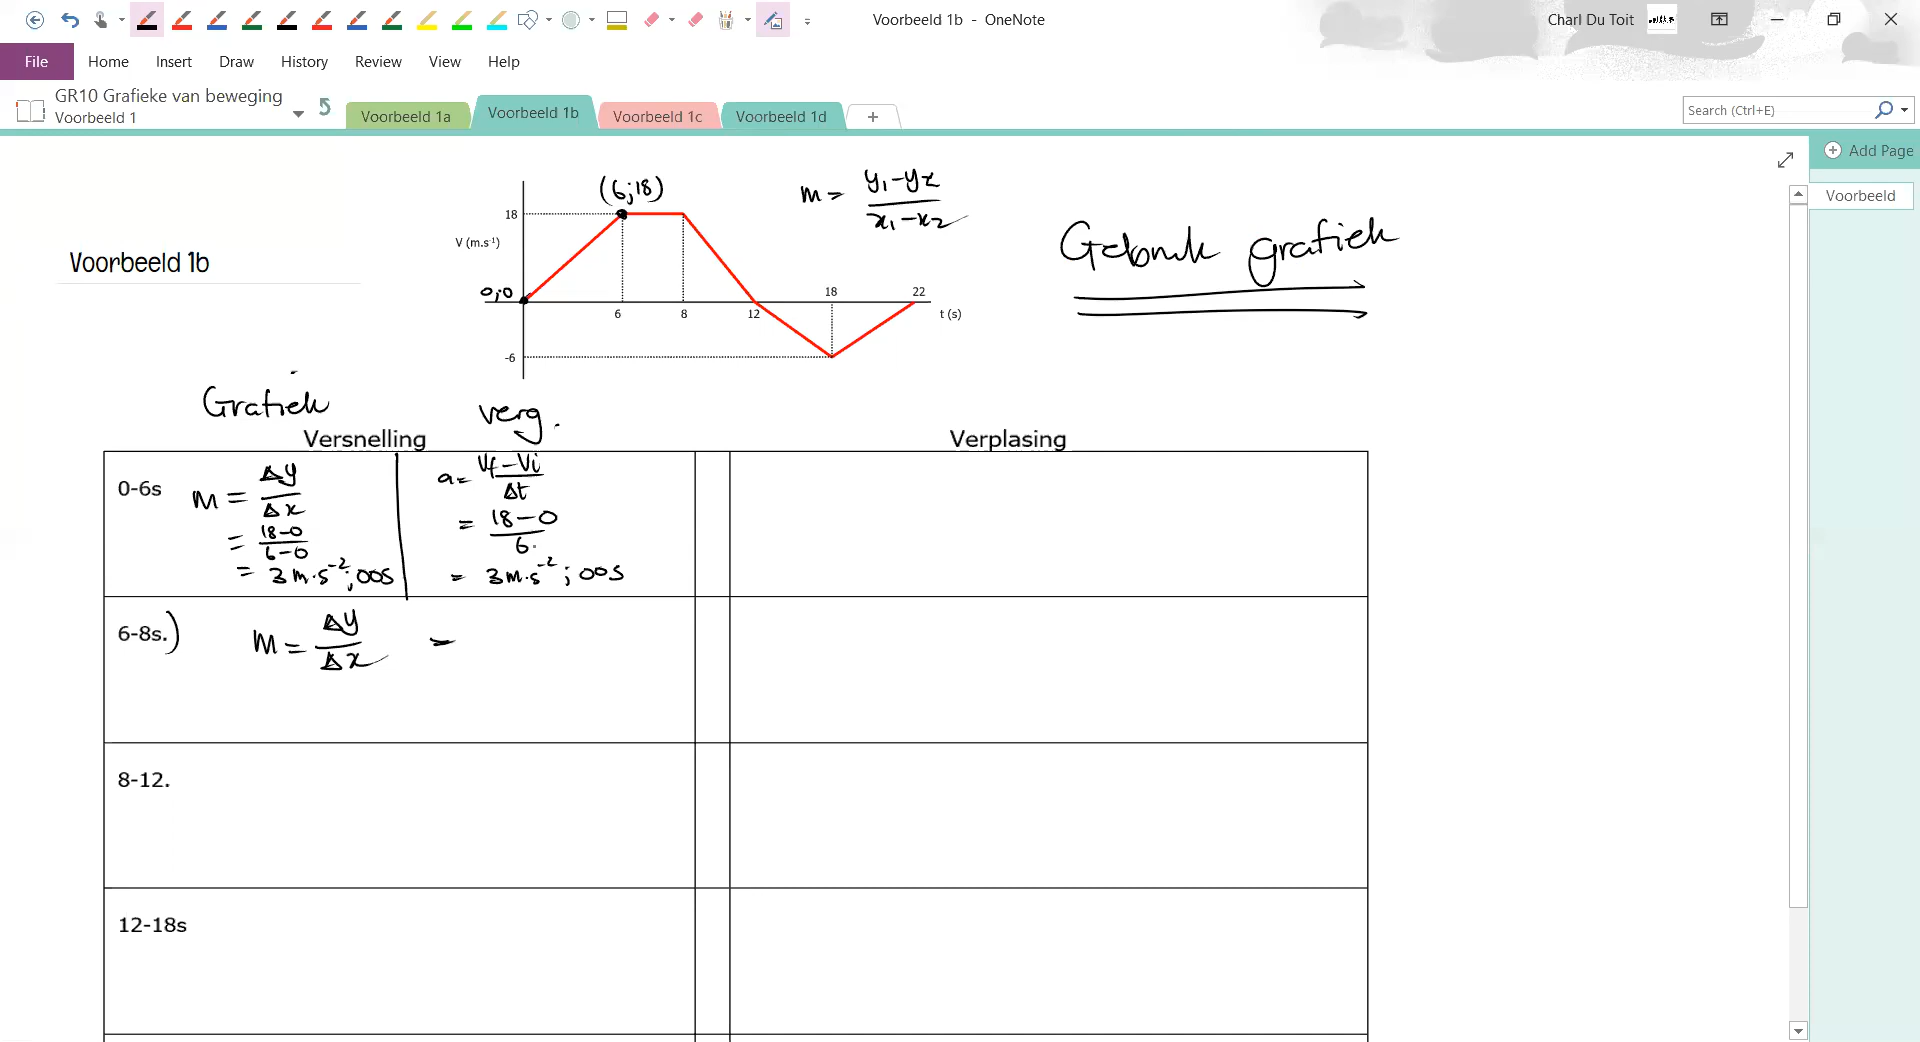 Voorbeeld 1b - OneNote
Charl Du Toit
File Home Insert Draw History Review View Help
GR10 Grafieke van beweging
Voorbeeld 1
Voorbeeld 1a Voorbeeld 1b Voorbeeld 1c Voorbeeld 1d +
Search (Ctrl+E)
Add Page
Voorbeeld
Voorbeeld 1b
(6;18)
18
V (m.s⁻¹)
0;0
6 8 12 18 22
t (s)
-6
m = y₁-y₂ / x₁-x₂
Gebruik grafiek
Grafiek verg.
Versnelling Verplasing
0-6s
m = Δy / Δx
= 18-0 / 6-0
= 3m.s⁻²; OOS
a = Vf-Vi / Δt
= 18-0 / 6
= 3m.s⁻²; OOS
6-8s.) m = Δy / Δx =
8-12.
12-18s